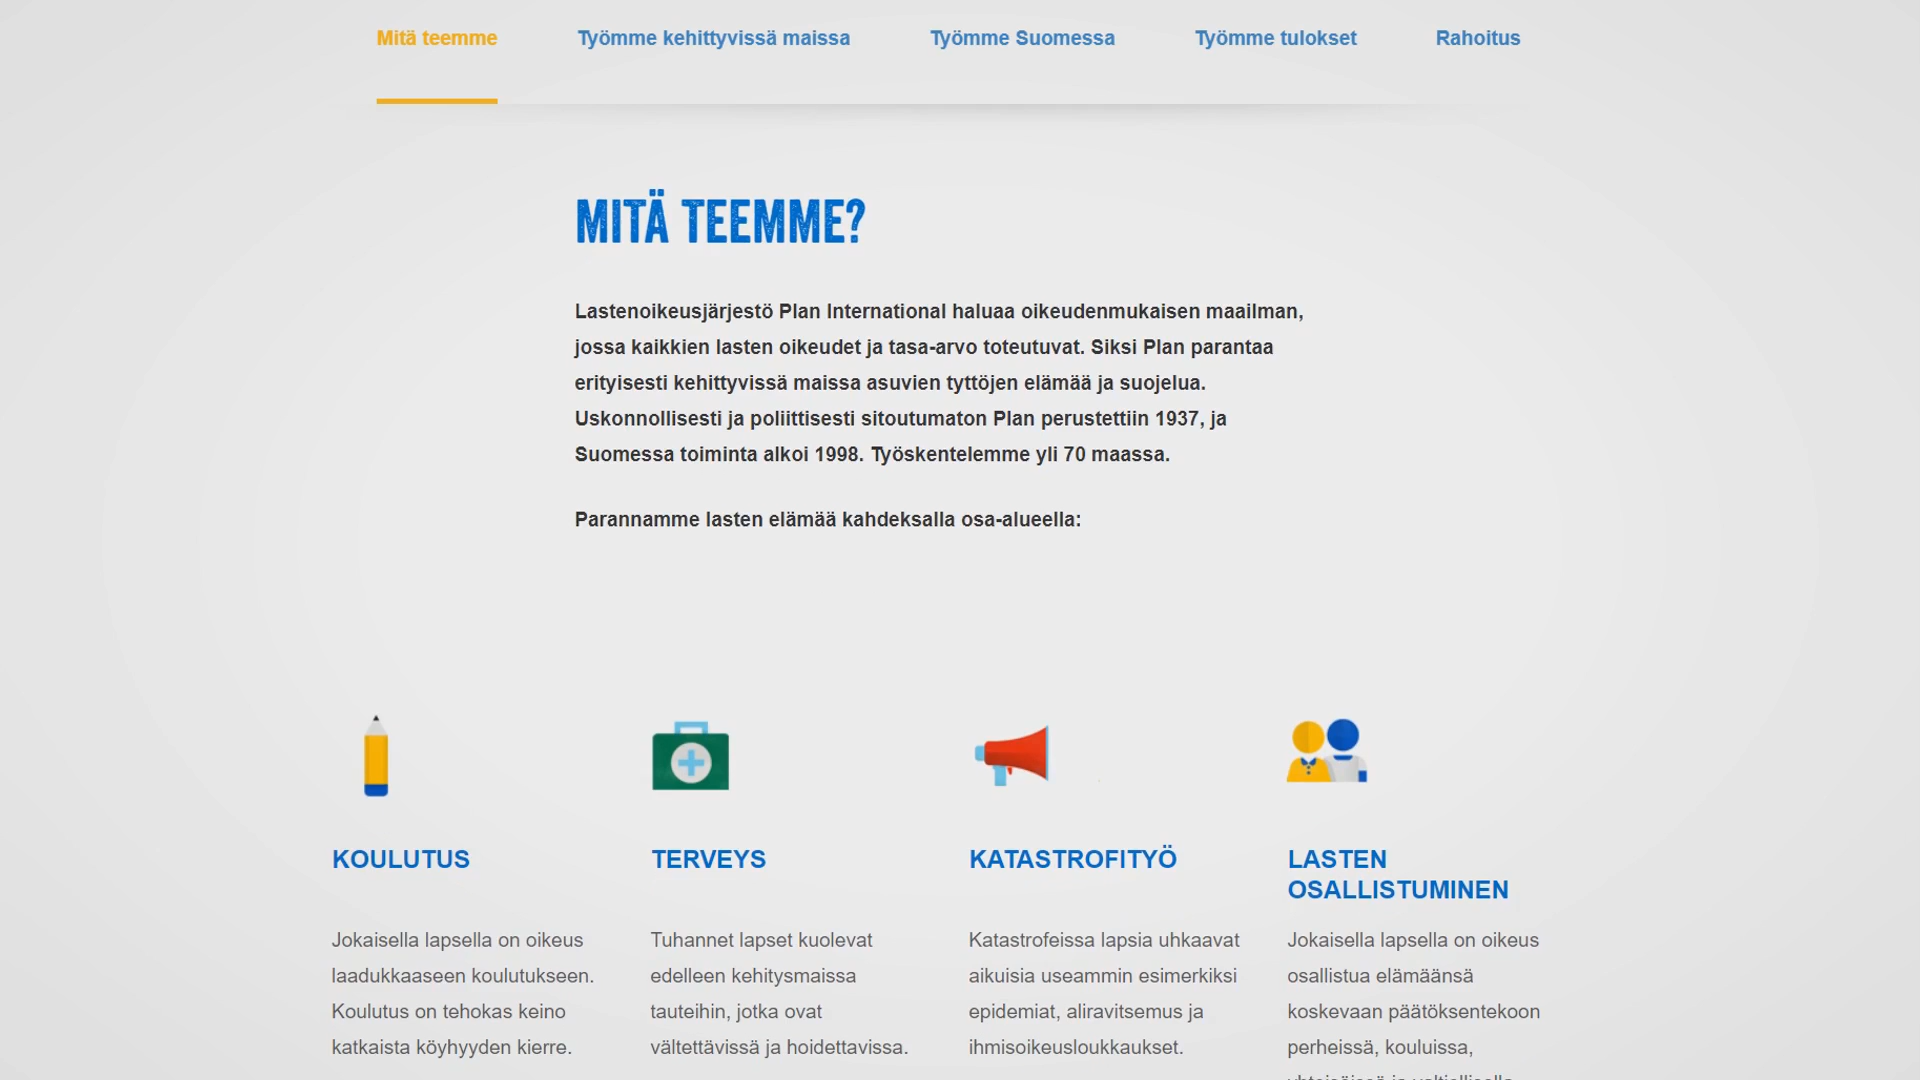 Mitä teemme
Työmme kehittyvissä maissa
Työmme Suomessa
Työmme tulokset
Rahoitus
MITÄ TEEMME?
Lastenoikeusjärjestö Plan International haluaa oikeudenmukaisen maailman,
jossa kaikkien lasten oikeudet ja tasa-arvo toteutuvat. Siksi Plan parantaa
erityisesti kehittyvissä maissa asuvien tyttöjen elämää ja suojelua.
Uskonnollisesti ja poliittisesti sitoutumaton Plan perustettiin 1937, ja
Suomessa toiminta alkoi 1998. Työskentelemme yli 70 maassa.
Parannamme lasten elämää kahdeksalla osa-alueella:
KOULUTUS
Jokaisella lapsella on oikeus
laadukkaaseen koulutukseen.
Koulutus on tehokas keino
katkaista köyhyyden kierre.
TERVEYS
Tuhannet lapset kuolevat
edelleen kehitysmaissa
tauteihin, jotka ovat
vältettävissä ja hoidettavissa.
KATASTROFITYÖ
Katastrofeissa lapsia uhkaavat
aikuisia useammin esimerkiksi
epidemiat, aliravitsemus ja
ihmisoikeusloukkaukset.
LASTEN
OSALLISTUMINEN
Jokaisella lapsella on oikeus
osallistua elämäänsä
koskevaan päätöksentekoon
perheissä, kouluissa,